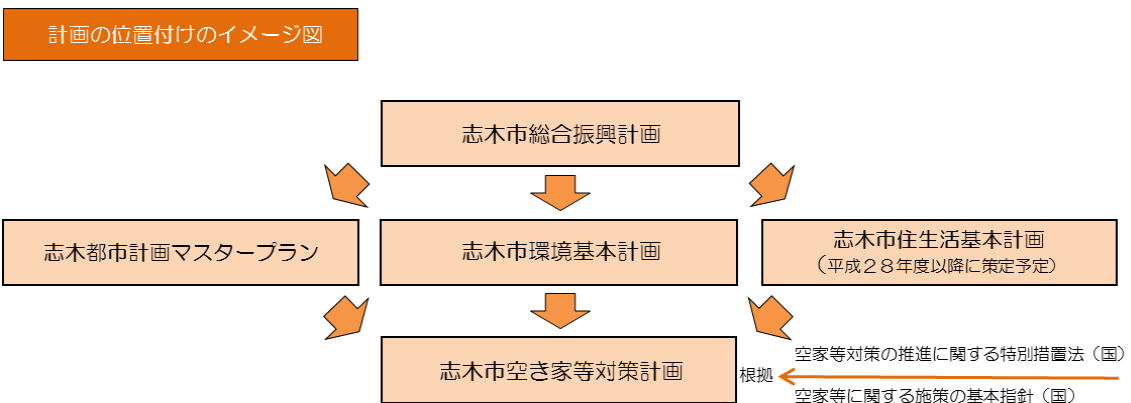 計画の位置付けのイメージ図
志木市総合振興計画
志木都市計画マスタープラン
志木市環境基本計画
志木市住生活基本計画
（平成２８年度以降に策定予定）
志木市空き家等対策計画
根拠
空家等対策の推進に関する特別措置法（国）
空家等に関する施策の基本指針（国）